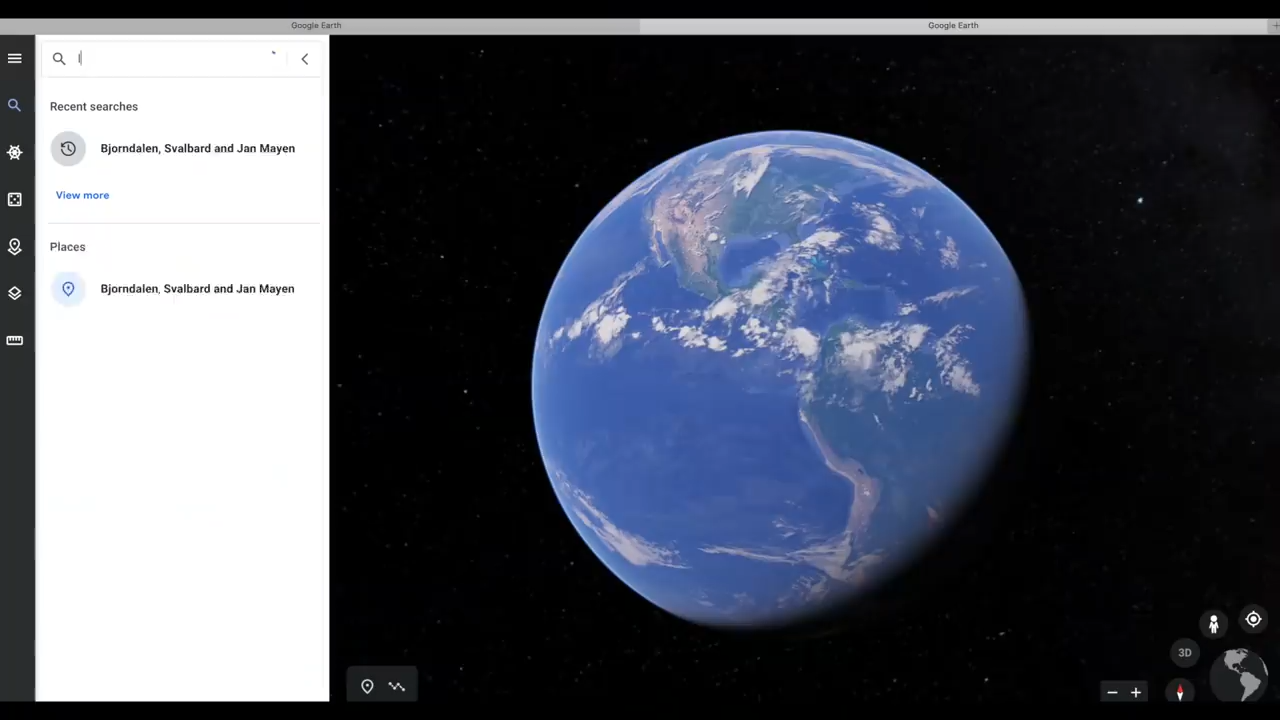 Google Earth
Google Earth
Recent searches
Bjorndalen, Svalbard and Jan Mayen
View more
Places
Bjorndalen, Svalbard and Jan Mayen
3D